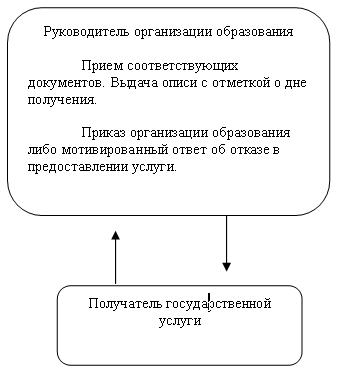 Руководитель организации образования
Прием соответствующих
документов. Выдача описи с отметкой о дне
получения.
Приказ организации образования
либо мотивированный ответ об отказе в
предоставлении услуги.
Получатель государственной
услуги